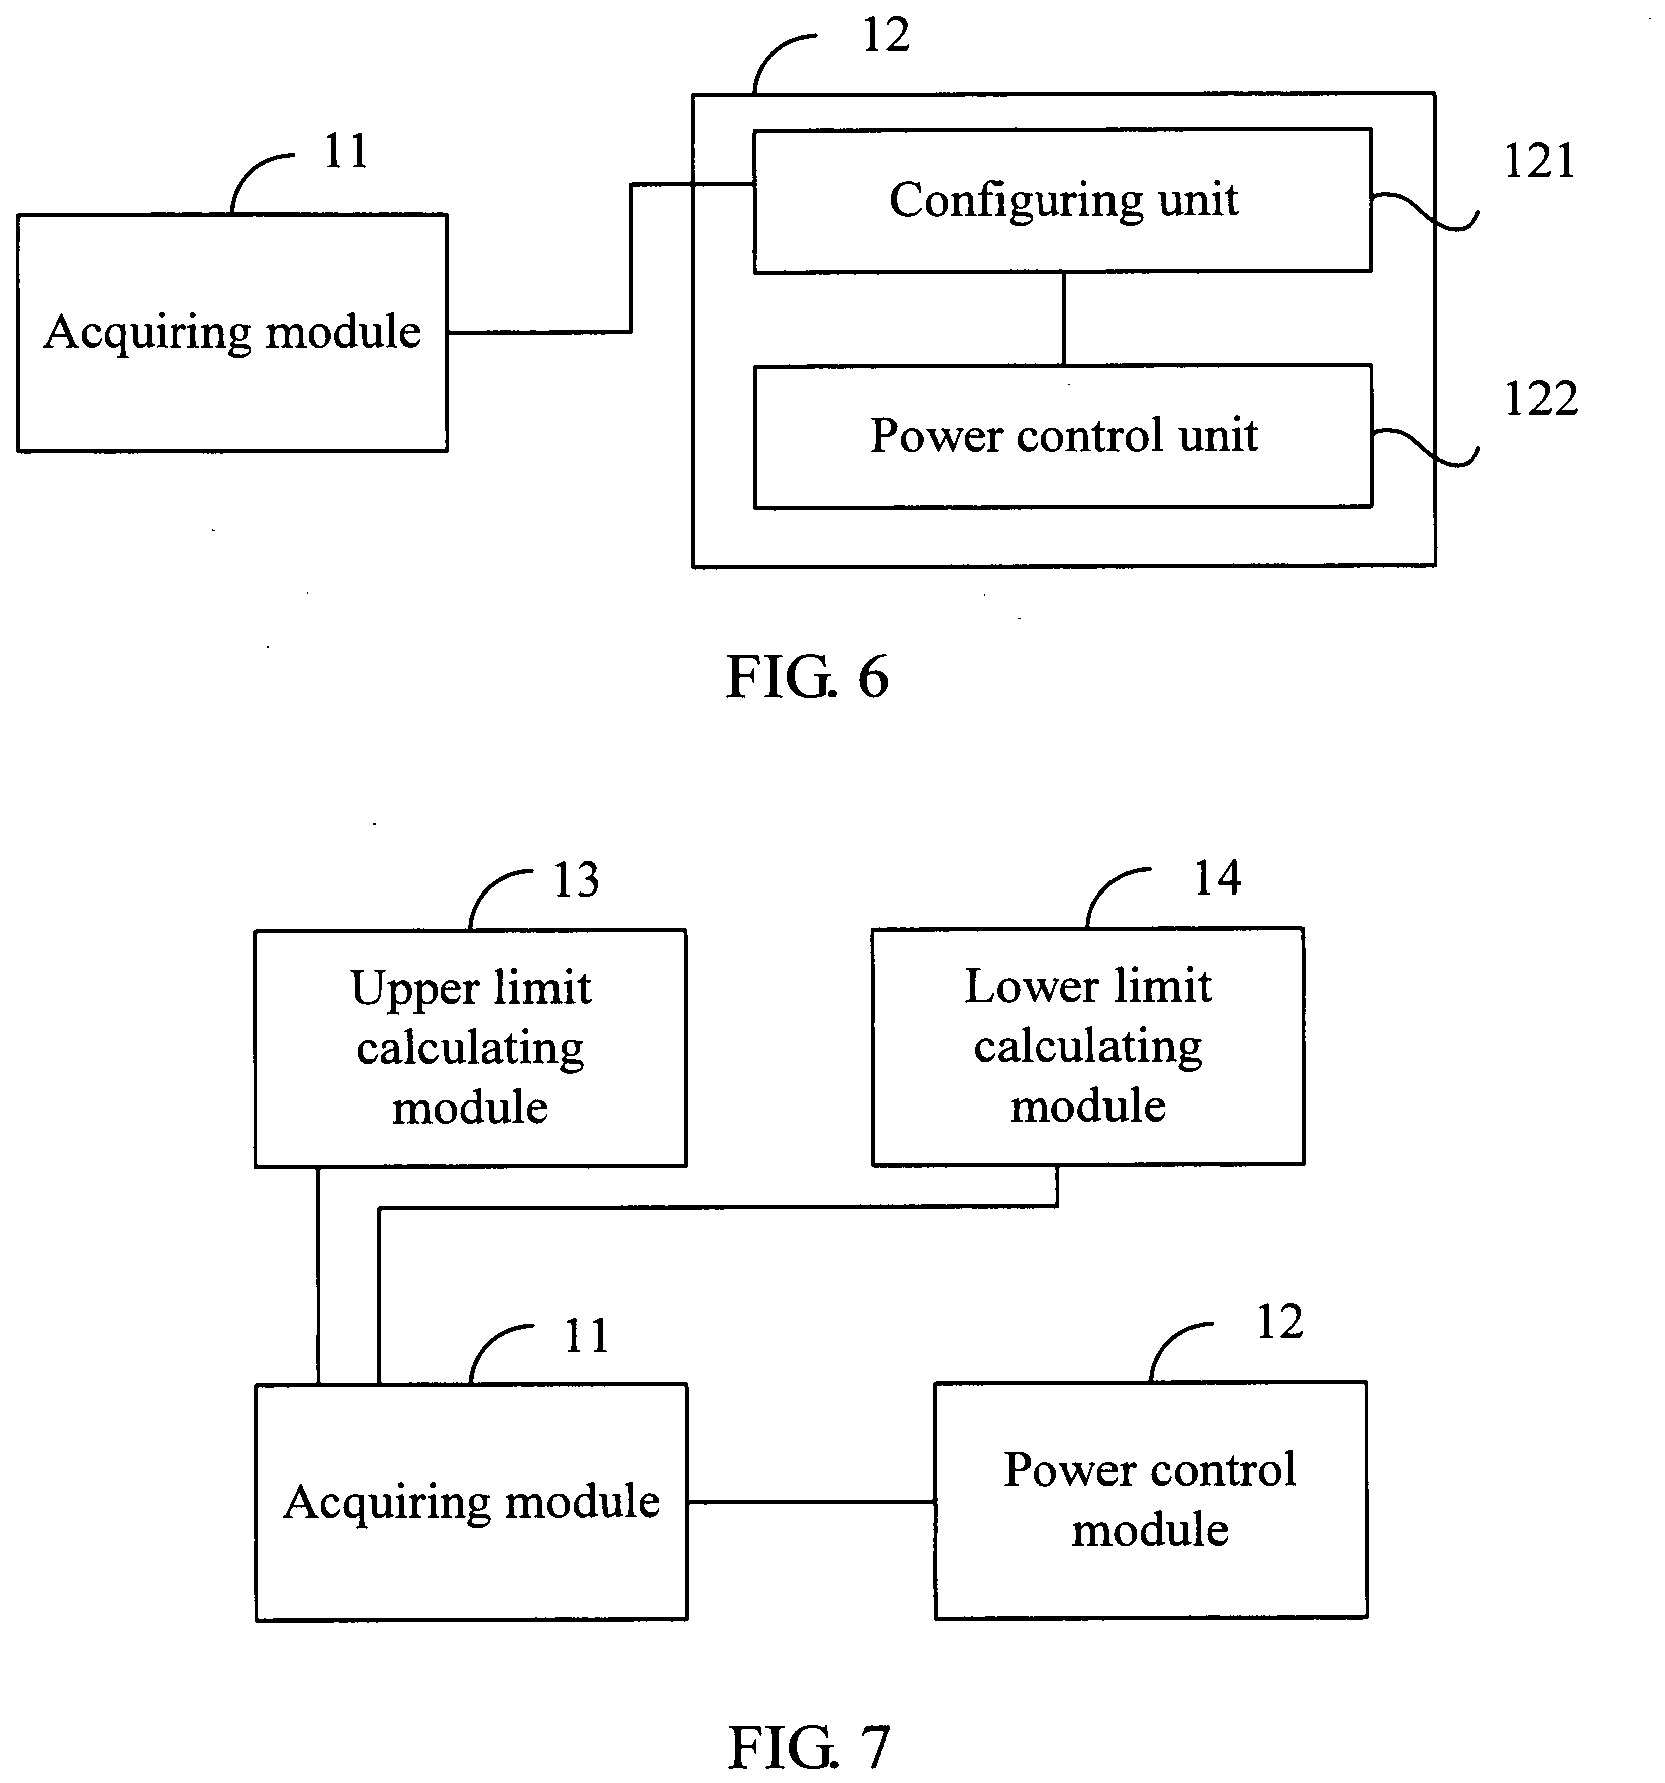 12
11
121
Configuring unit
Acquiring module
122
Power control unit
FIG. 6
13
14
Upper limit
calculating
module
Lower limit
calculating
module
11
12
Acquiring module
Power control
module
FIG. 7